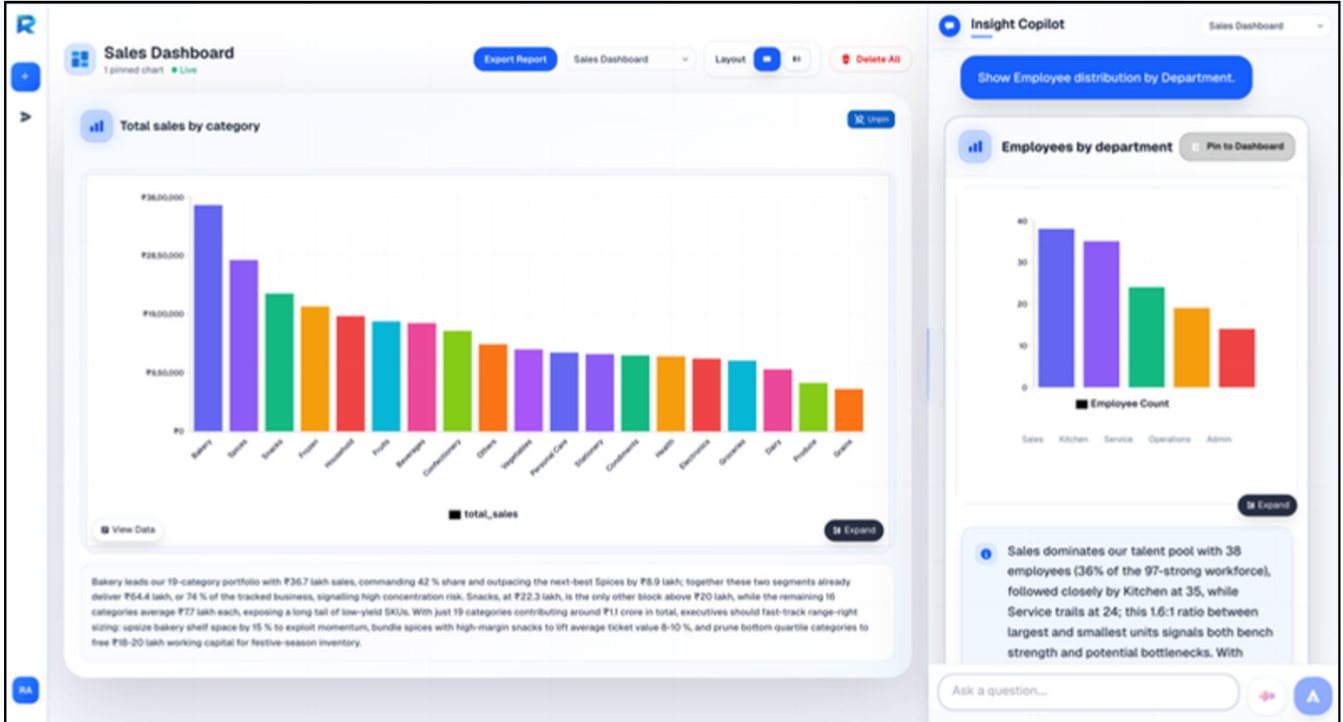 Sales Dashboard
1 pinned chart
Live
Export Report
Sales Dashboard
Layout
Delete All
Total sales by category
Unpin
₹38,00,000
₹28,50,000
₹19,00,000
₹9,50,000
₹0
Bakery
Spices
Snacks
Frozen
Household
Fruits
Beverages
Confectionery
Others
Vegetables
Personal Care
Stationery
Condiments
Health
Electronics
Groceries
Dairy
Produce
Grains
total_sales
View Data
Expand
Bakery leads our 19-category portfolio with ₹36.7 lakh sales, commanding 42 % share and outpacing the next-best Spices by ₹8.9 lakh; together these two segments already
deliver ₹64.4 lakh, or 74 % of the tracked business, signalling high concentration risk. Snacks, at ₹22.3 lakh, is the only other block above ₹20 lakh, while the remaining 16
categories average ₹7.7 lakh each, exposing a long tail of low-yield SKUs. With just 19 categories contributing around ₹1.1 crore in total, executives should fast-track range-right
sizing: upsize bakery shelf space by 15 % to exploit momentum, bundle spices with high-margin snacks to lift average ticket value 8-10 %, and prune bottom quartile categories to
free ₹18-20 lakh working capital for festive-season inventory.
RA
Insight Copilot
Sales Dashboard
Show Employee distribution by Department.
Employees by department
Pin to Dashboard
40
30
20
10
0
Employee Count
Sales Kitchen Service Operations Admin
Expand
Sales dominates our talent pool with 38
employees (36% of the 97-strong workforce),
followed closely by Kitchen at 35, while
Service trails at 24; this 1.6:1 ratio between
largest and smallest units signals both bench
strength and potential bottlenecks. With
Ask a question...